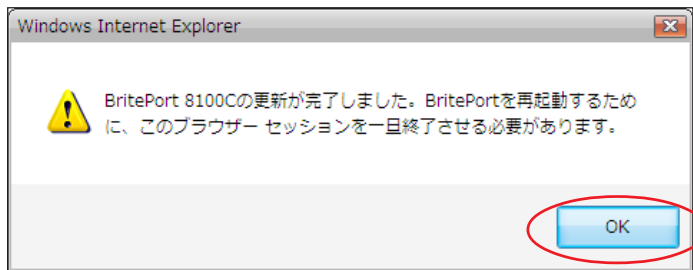 Windows Internet Explorer
BritePort 8100Cの更新が完了しました。BritePortを再起動するため
に、このブラウザー セッションを一旦終了させる必要があります。
OK